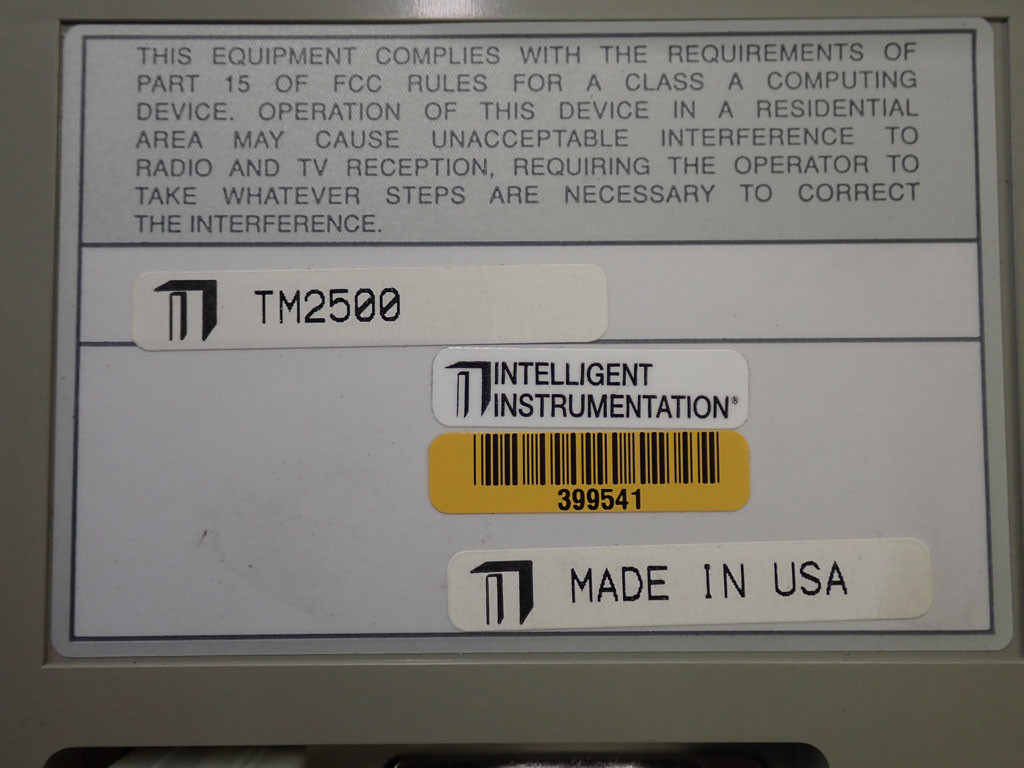 THIS EQUIPMENT COMPLIES WITH THE REQUIREMENTS OF
PART 15 OF FCC RULES FOR A CLASS A COMPUTING
DEVICE. OPERATION OF THIS DEVICE IN A RESIDENTIAL
AREA MAY CAUSE UNACCEPTABLE INTERFERENCE TO
RADIO AND TV RECEPTION, REQUIRING THE OPERATOR TO
TAKE WHATEVER STEPS ARE NECESSARY TO CORRECT
THE INTERFERENCE.
TM2500
INTELLIGENT
INSTRUMENTATION®
399541
MADE IN USA